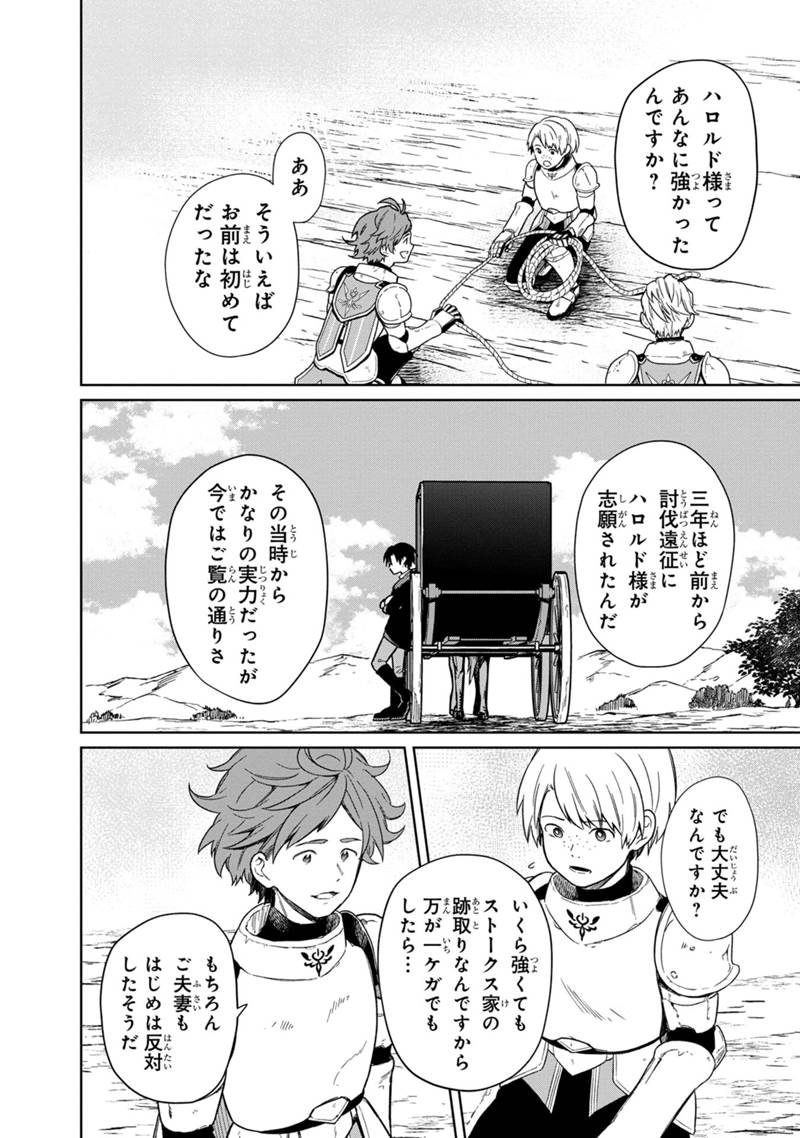 ハロルド様って
あんなに強かった
んですか？
ああ
そういえば
お前は初めて
だったな
三年ほど前から
討伐遠征に
ハロルド様が
志願されたんだ
その当時から
かなりの実力だったが
今ではご覧の通りさ
でも大丈夫
なんですか？
いくら強くても
ストークス家の
跡取りなんですから
万が一ケガでも
したら…
もちろん
ご夫妻も
はじめは反対
したそうだ